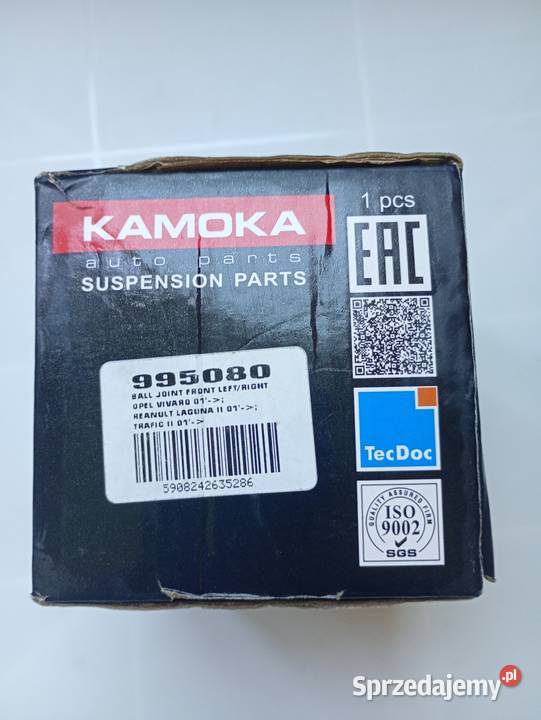 KAMOKA
auto parts
SUSPENSION PARTS
1 pcs
EAC
995080
BALL JOINT FRONT LEFT/RIGHT
OPEL VIVARO 01'->;
REANULT LAGUNA II 01'->;
TRAFIC II 01'->
5908242635286
TecDoc
QUALITY ASSURED FIRM
ISO
9002
SGS
Sprzedajemy.pl